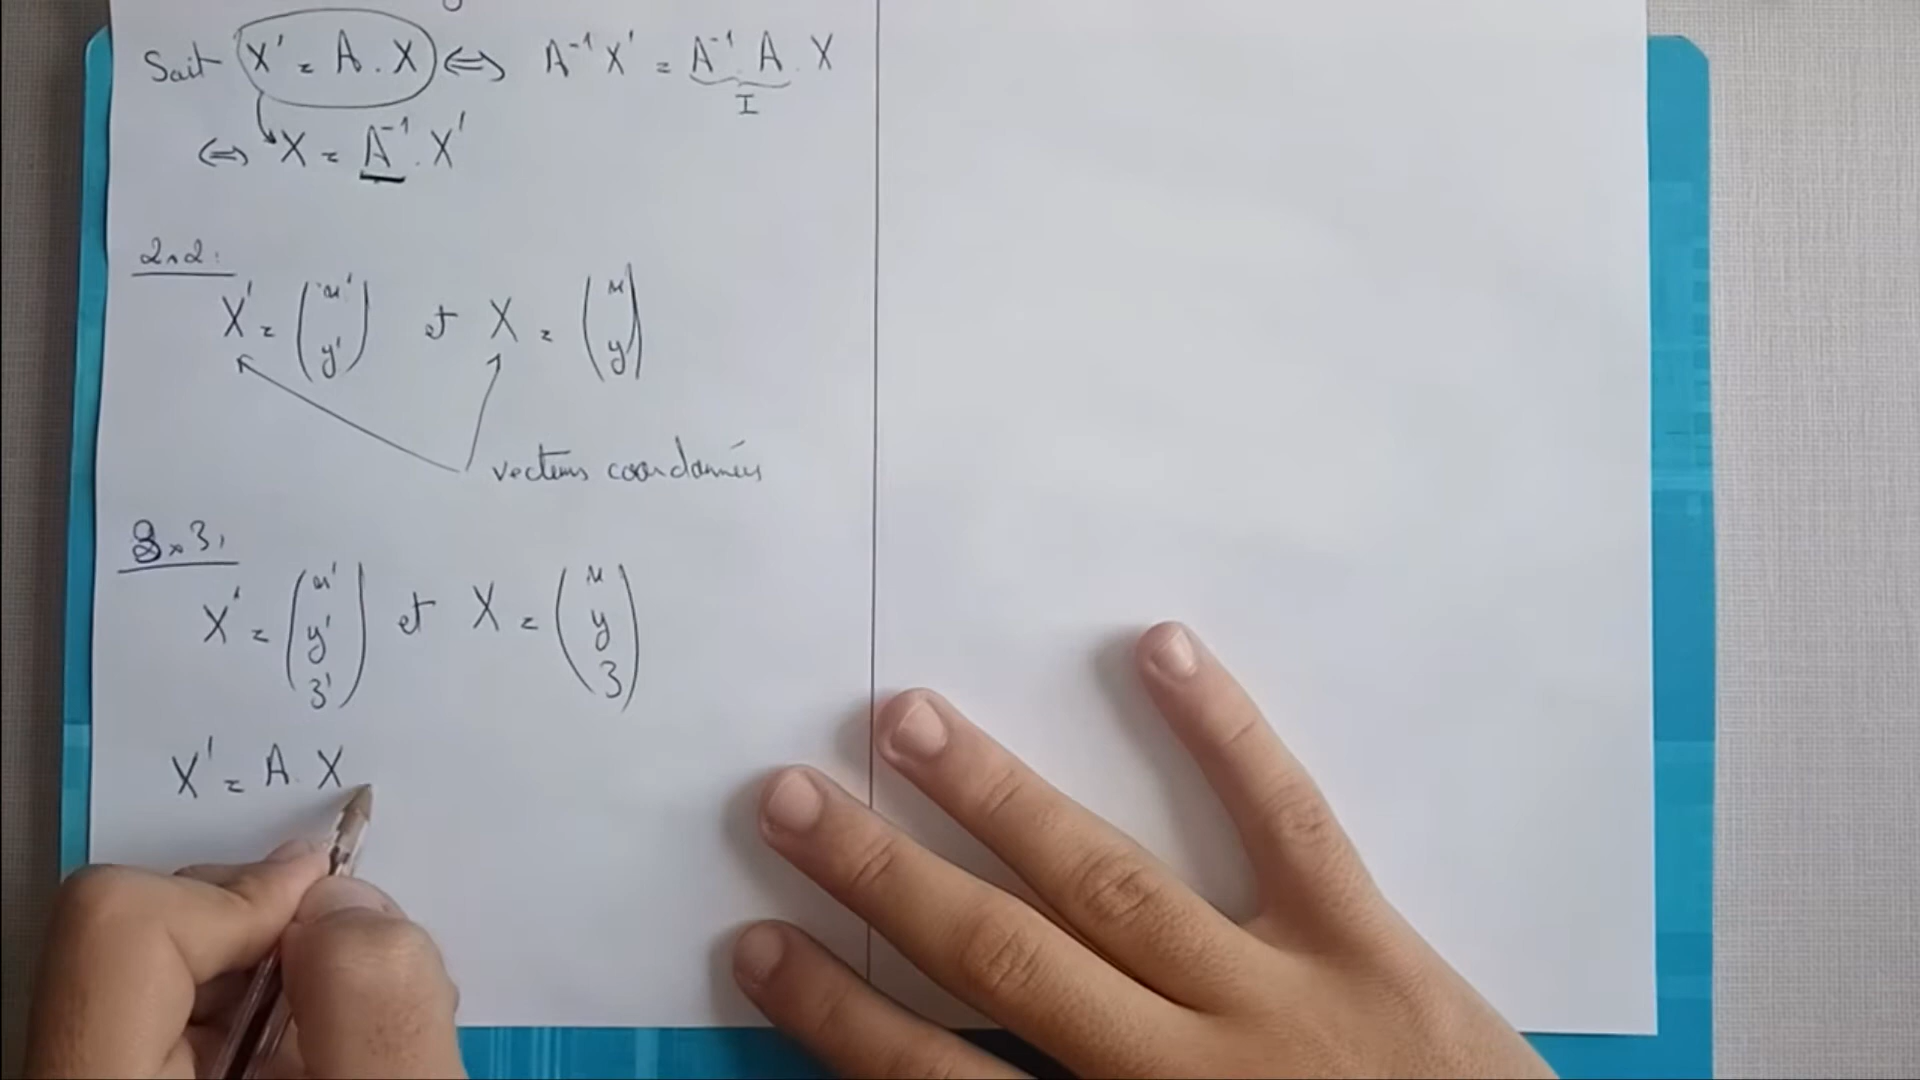 Soit X' = A . X ⇔ A⁻¹ X' = A⁻¹ . A . X
I
⇔ X = A⁻¹ . X'
2x2:
X' = (x' y') et X = (x y)
vecteurs coordonnées
3x3:
X' = (x' y' z') et X = (x y z)
X' = A . X